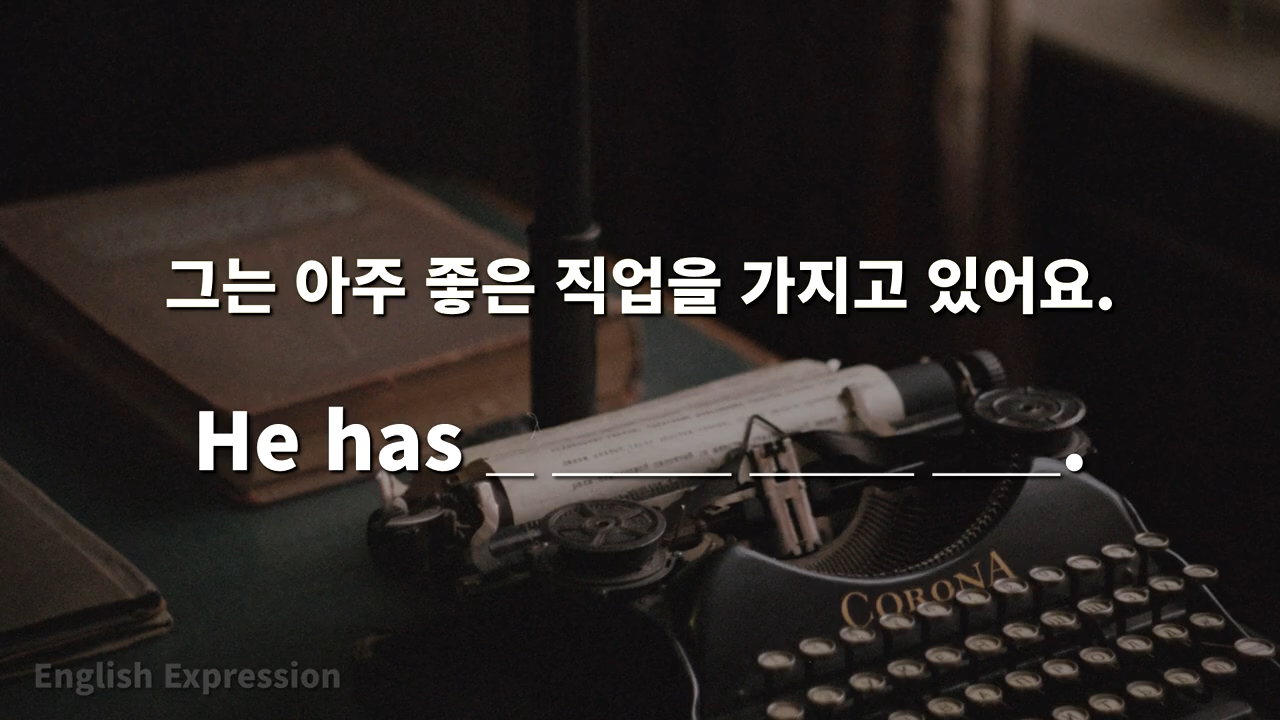 그는 아주 좋은 직업을 가지고 있어요.
He has _ ____ ____ ___.
CORONA
English Expression